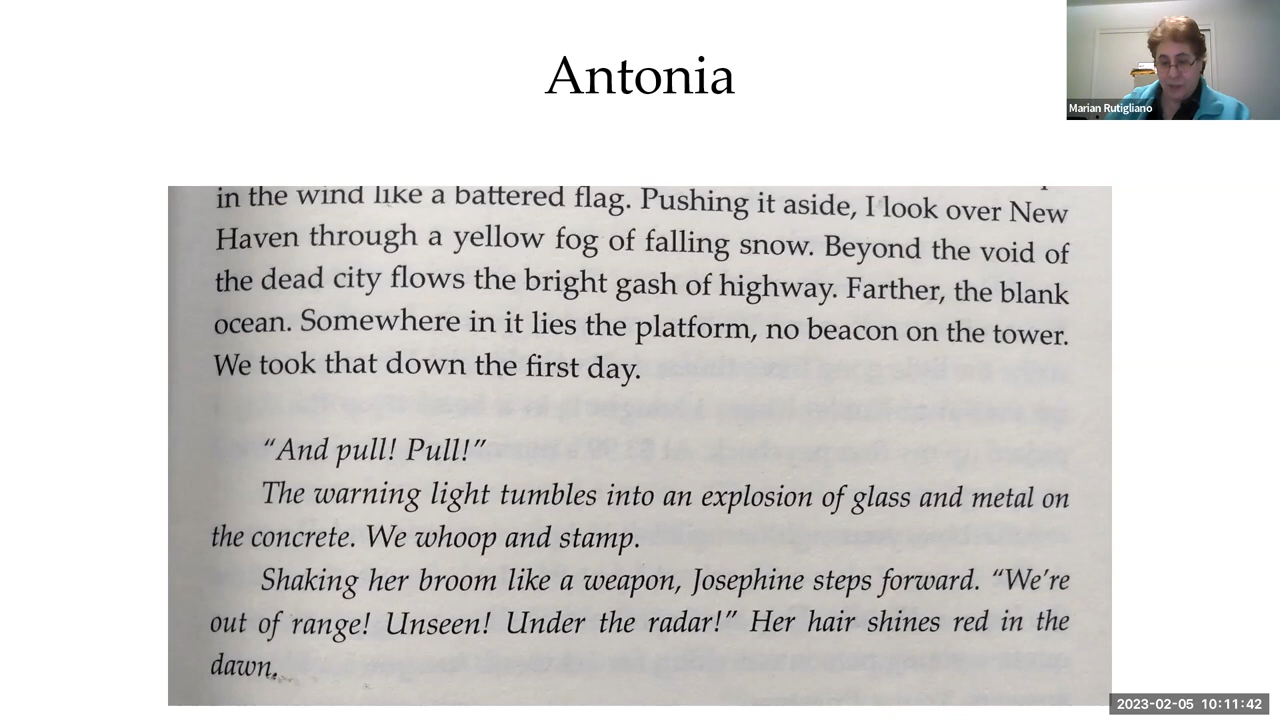 Antonia
Marian Rutigliano
in the wind like a battered flag. Pushing it aside, I look over New
Haven through a yellow fog of falling snow. Beyond the void of
the dead city flows the bright gash of highway. Farther, the blank
ocean. Somewhere in it lies the platform, no beacon on the tower.
We took that down the first day.
“And pull! Pull!”
The warning light tumbles into an explosion of glass and metal on
the concrete. We whoop and stamp.
Shaking her broom like a weapon, Josephine steps forward. “We’re
out of range! Unseen! Under the radar!” Her hair shines red in the
dawn.
2023-02-05 10:11:42